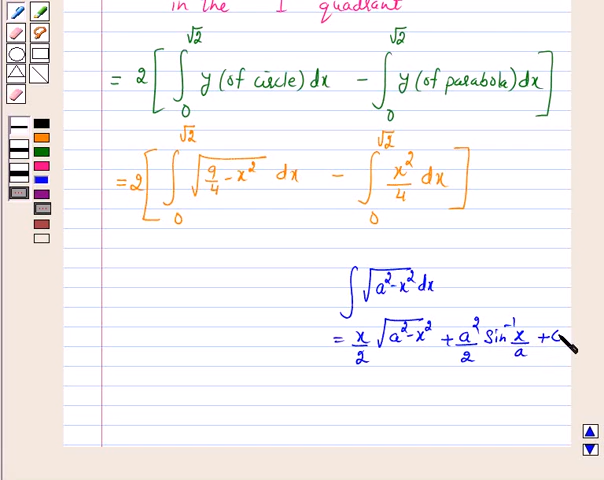 in the I quadlant
= 2 [ ∫₀^√2 y (of circle) dx − ∫₀^√2 y (of parabola) dx ]
= 2 [ ∫₀^√2 √(9/4 − x²) dx − ∫₀^√2 x²/4 dx ]
∫ √(a² − x²) dx
= x/2 √(a² − x²) + a²/2 Sin⁻¹ x/a + c